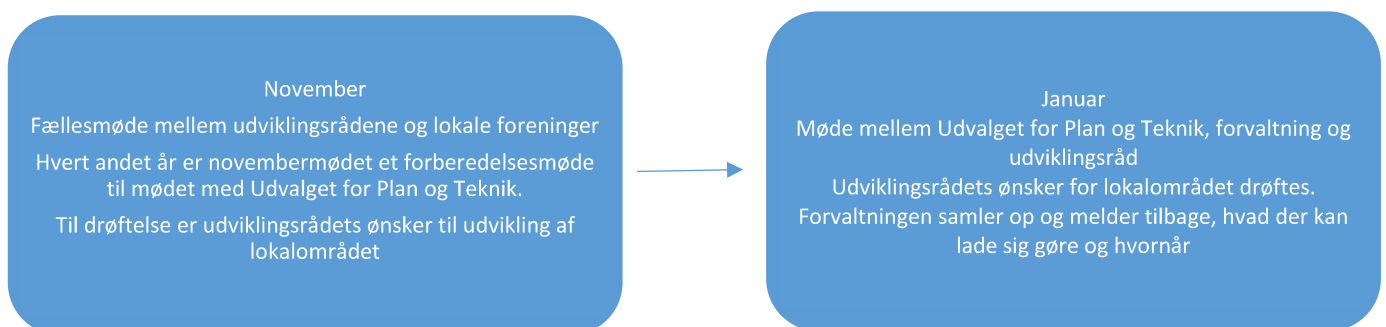 November
Fællesmøde mellem udviklingsrådene og lokale foreninger
Hvert andet år er novembermødet et forberedelsesmøde
til mødet med Udvalget for Plan og Teknik.
Til drøftelse er udviklingsrådets ønsker til udvikling af
lokalområdet
Januar
Møde mellem Udvalget for Plan og Teknik, forvaltning og
udviklingsråd
Udviklingsrådets ønsker for lokalområdet drøftes.
Forvaltningen samler op og melder tilbage, hvad der kan
lade sig gøre og hvornår